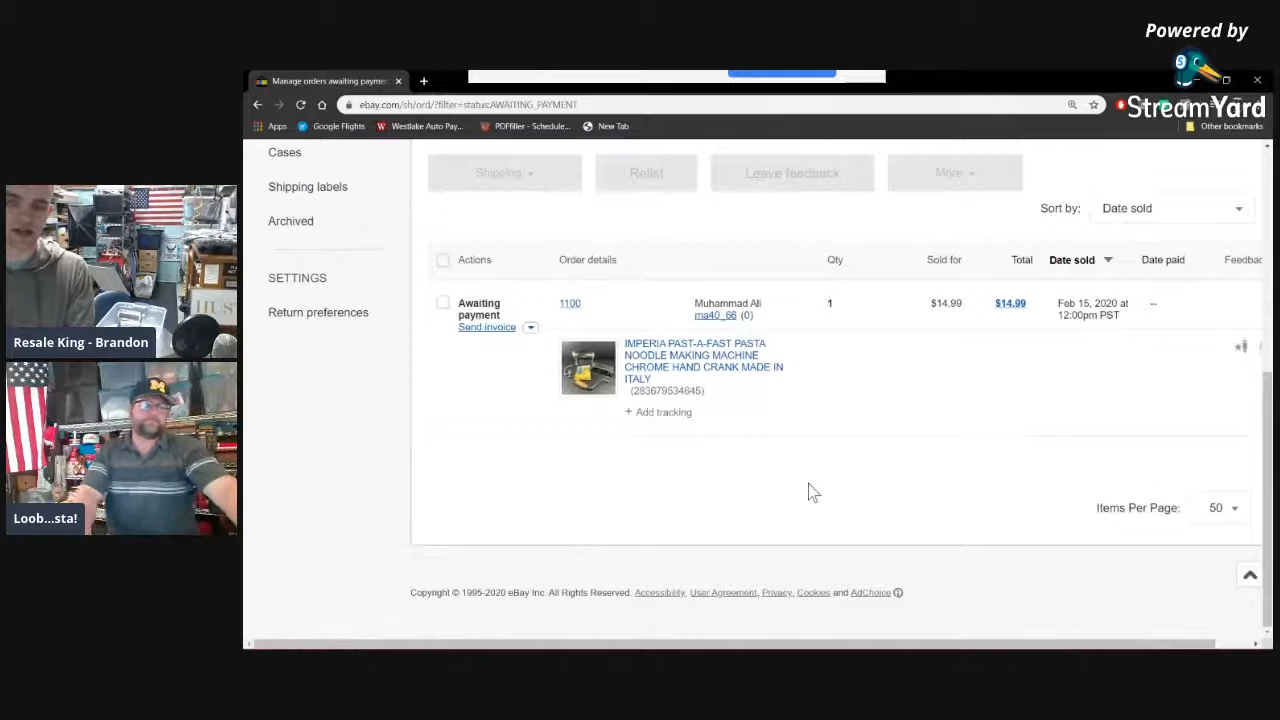 Powered by
StreamYard
Manage orders awaiting paymen
ebay.com/sh/ord/?filter=status:AWAITING_PAYMENT
Apps Google Flights Westlake Auto Pay... PDFfiller - Schedule... New Tab Other bookmarks
Cases
Shipping labels
Archived
SETTINGS
Return preferences
Shipping Relist Leave feedback More
Sort by: Date sold
Actions Order details Qty Sold for Total Date sold Date paid Feedbac
Awaiting payment
Send invoice
1100
Muhammad Ali
ma40_66 (0)
1 $14.99 $14.99
Feb 15, 2020 at
12:00pm PST
--
IMPERIA PAST-A-FAST PASTA
NOODLE MAKING MACHINE
CHROME HAND CRANK MADE IN
ITALY
(283679534645)
+ Add tracking
Items Per Page: 50
Copyright © 1995-2020 eBay Inc. All Rights Reserved. Accessibility, User Agreement, Privacy, Cookies and AdChoice
Resale King - Brandon
M
Loob...sta!